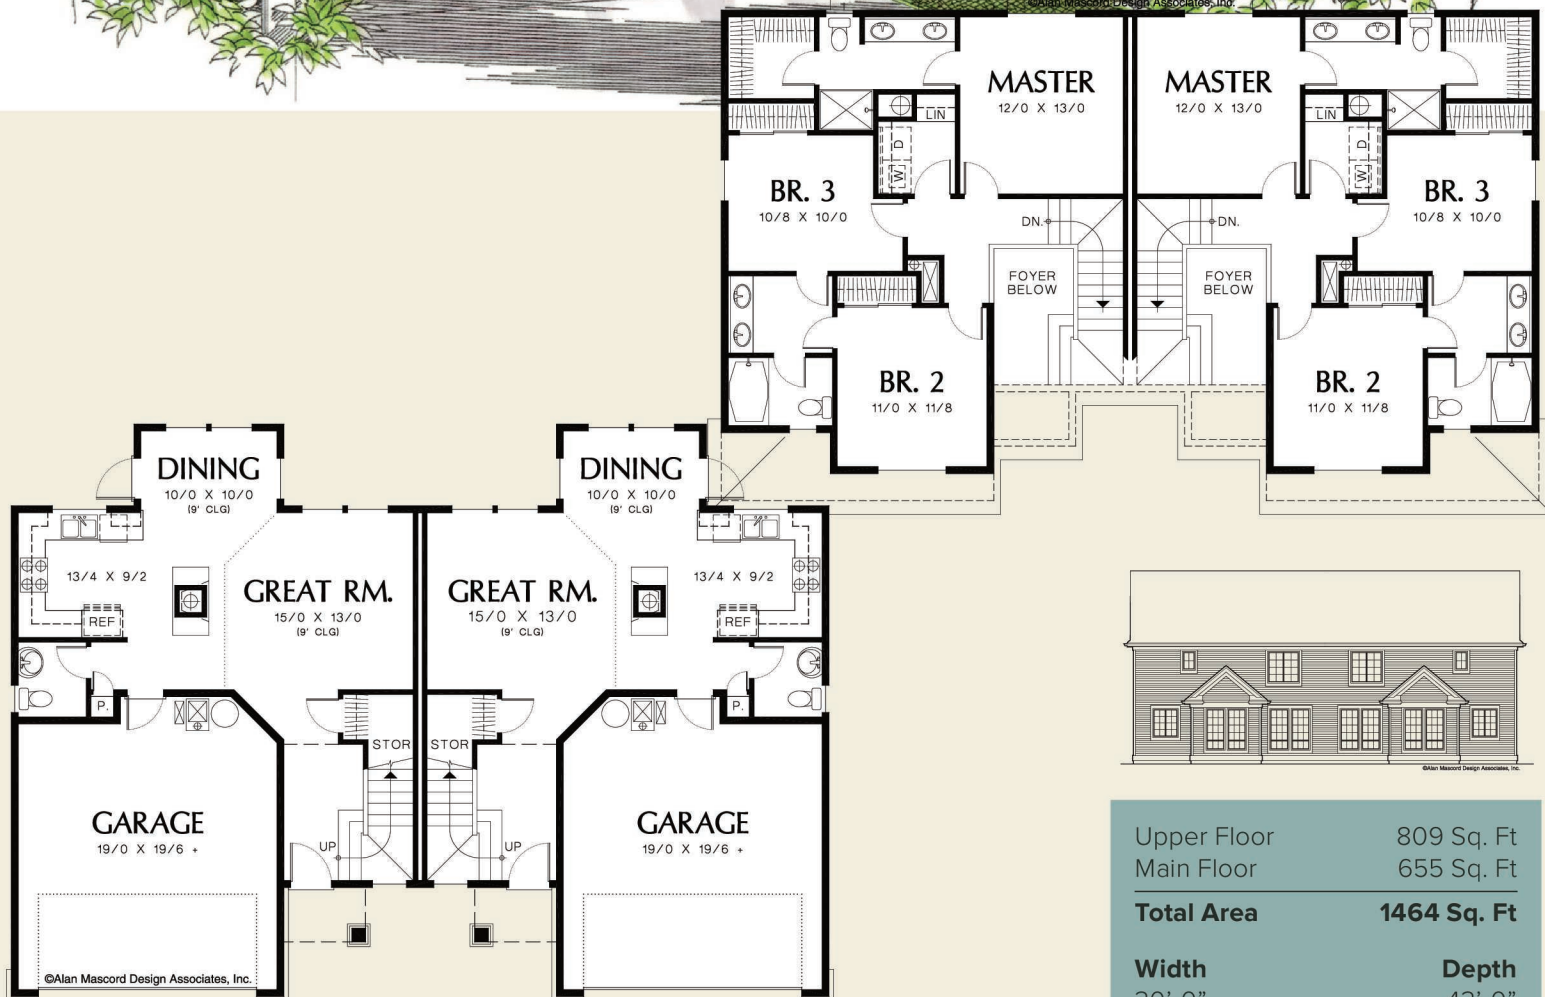 ©Alan Mascord Design Associates, Inc.
MASTER
12/0 X 13/0
MASTER
12/0 X 13/0
LIN
LIN
D
W
D
W
BR. 3
10/8 X 10/0
BR. 3
10/8 X 10/0
DN.
DN.
FOYER
BELOW
FOYER
BELOW
BR. 2
11/0 X 11/8
BR. 2
11/0 X 11/8
DINING
10/0 X 10/0
(9' CLG)
DINING
10/0 X 10/0
(9' CLG)
13/4 X 9/2
13/4 X 9/2
GREAT RM.
15/0 X 13/0
(9' CLG)
GREAT RM.
15/0 X 13/0
(9' CLG)
REF
REF
P.
P.
STOR
STOR
GARAGE
19/0 X 19/6 +
GARAGE
19/0 X 19/6 +
UP
UP
©Alan Mascord Design Associates, Inc.
©Alan Mascord Design Associates, Inc.
Upper Floor 809 Sq. Ft
Main Floor 655 Sq. Ft
Total Area 1464 Sq. Ft
Width Depth